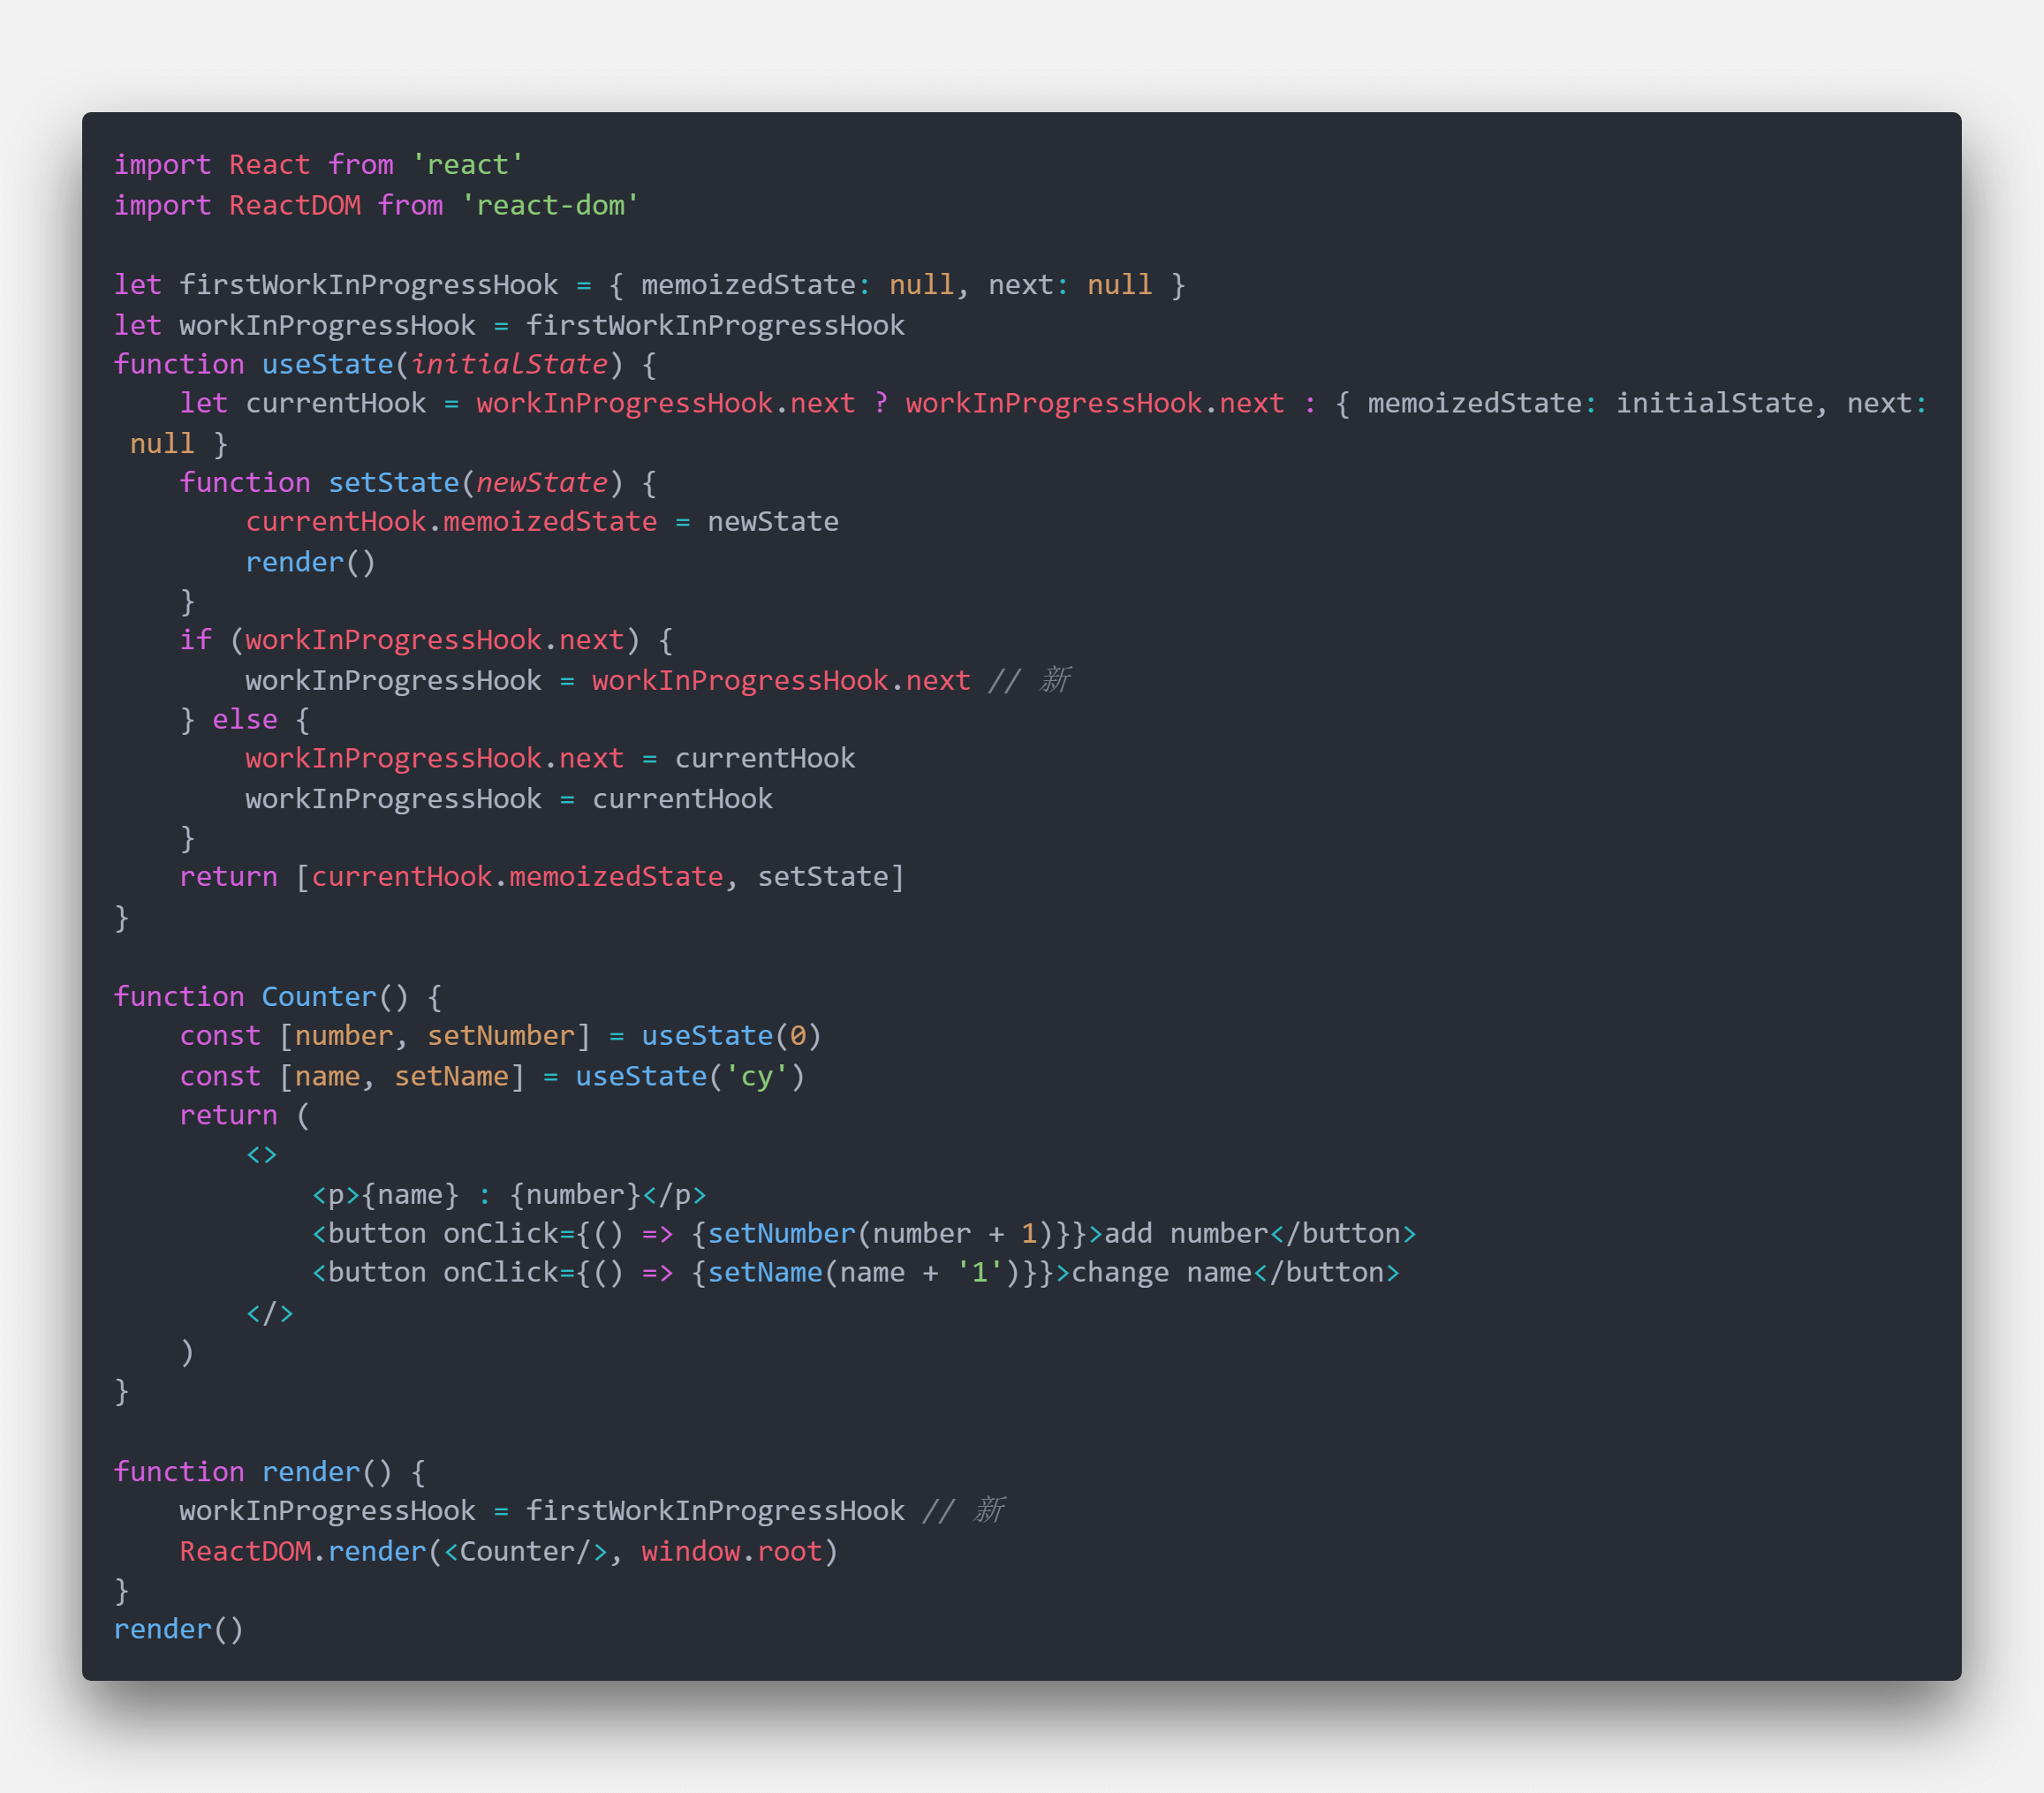 import React from 'react'
import ReactDOM from 'react-dom'

let firstWorkInProgressHook = { memoizedState: null, next: null }
let workInProgressHook = firstWorkInProgressHook
function useState(initialState) {
    let currentHook = workInProgressHook.next ? workInProgressHook.next : { memoizedState: initialState, next:
 null }
    function setState(newState) {
        currentHook.memoizedState = newState
        render()
    }
    if (workInProgressHook.next) {
        workInProgressHook = workInProgressHook.next // 新
    } else {
        workInProgressHook.next = currentHook
        workInProgressHook = currentHook
    }
    return [currentHook.memoizedState, setState]
}

function Counter() {
    const [number, setNumber] = useState(0)
    const [name, setName] = useState('cy')
    return (
        <>
            <p>{name} : {number}</p>
            <button onClick={() => {setNumber(number + 1)}}>add number</button>
            <button onClick={() => {setName(name + '1')}}>change name</button>
        </>
    )
}

function render() {
    workInProgressHook = firstWorkInProgressHook // 新
    ReactDOM.render(<Counter/>, window.root)
}
render()